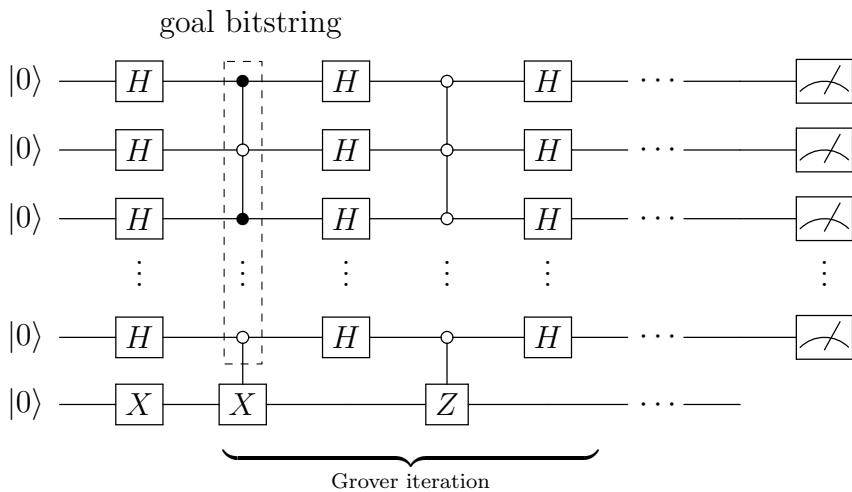 goal bitstring
|0⟩ H H H ···
|0⟩ H H H ···
|0⟩ H H H ···
⋮ ⋮ ⋮ ⋮ ⋮ ⋮
|0⟩ H H H ···
|0⟩ X X Z ···
Grover iteration